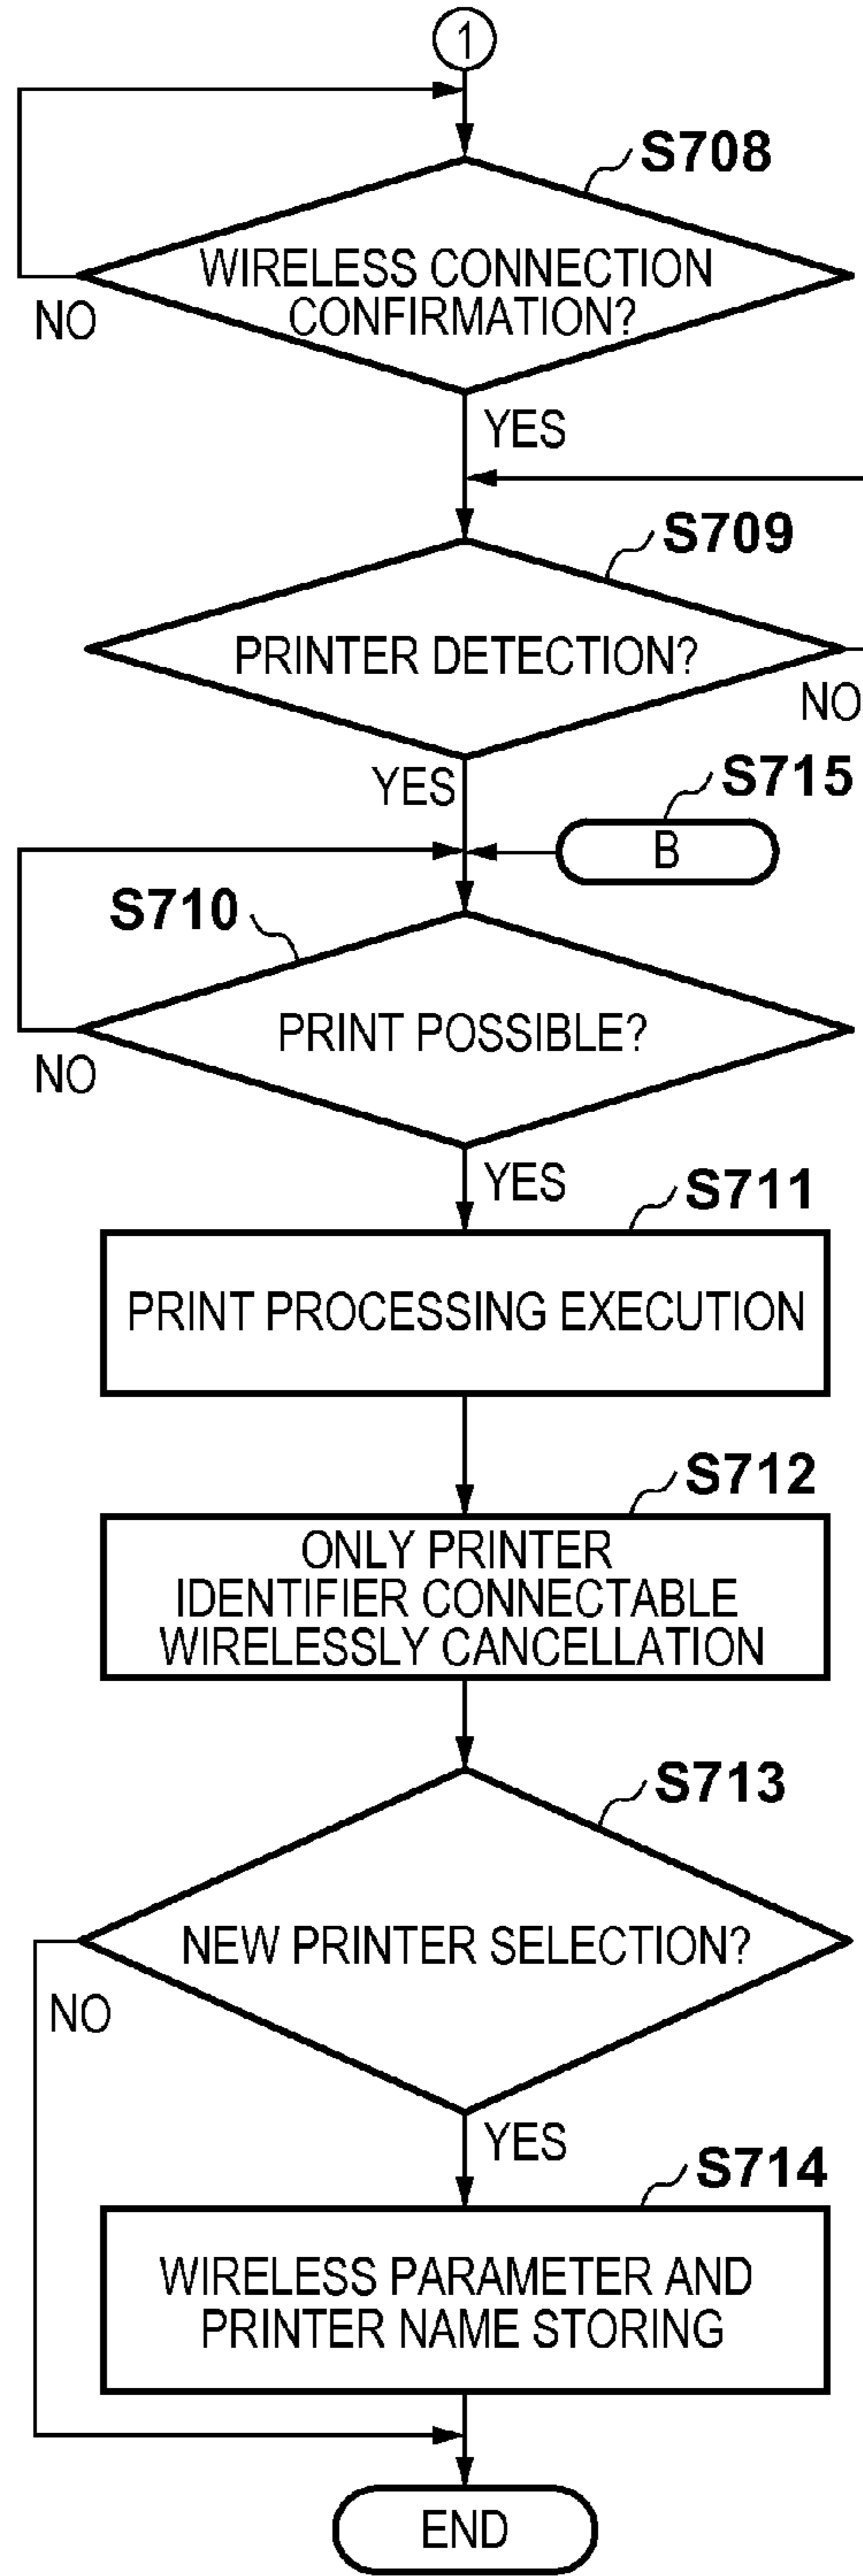 1
S708
WIRELESS CONNECTION
CONFIRMATION?
NO
YES
S709
PRINTER DETECTION?
NO
YES
S715
B
S710
PRINT POSSIBLE?
NO
YES
S711
PRINT PROCESSING EXECUTION
S712
ONLY PRINTER
IDENTIFIER CONNECTABLE
WIRELESSLY CANCELLATION
S713
NEW PRINTER SELECTION?
NO
YES
S714
WIRELESS PARAMETER AND
PRINTER NAME STORING
END